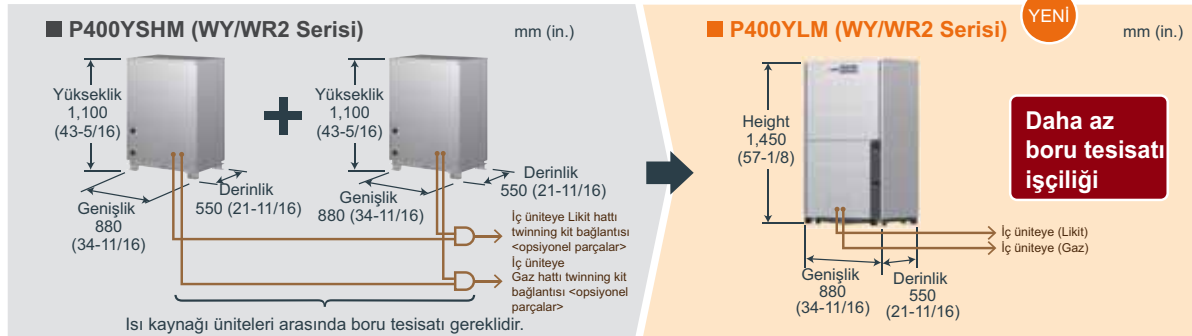 P400YSHM (WY/WR2 Serisi)
mm (in.)
Yükseklik
1,100
(43-5/16)
Genişlik
880
(34-11/16)
Derinlik
550 (21-11/16)
+
Yükseklik
1,100
(43-5/16)
Genişlik
880 (34-11/16)
Derinlik
550 (21-11/16)
İç üniteye Likit hattı
twinning kit bağlantısı
<opsiyonel parçalar>
İç üniteye
Gaz hattı twinning kit
bağlantısı <opsiyonel
parçalar>
Isı kaynağı üniteleri arasında boru tesisatı gereklidir.
P400YLM (WY/WR2 Serisi)
YENİ
mm (in.)
Height
1,450
(57-1/8)
Daha az
boru tesisatı
işçiliği
İç üniteye (Likit)
İç üniteye (Gaz)
Genişlik
880
(34-11/16)
Derinlik
550
(21-11/16)